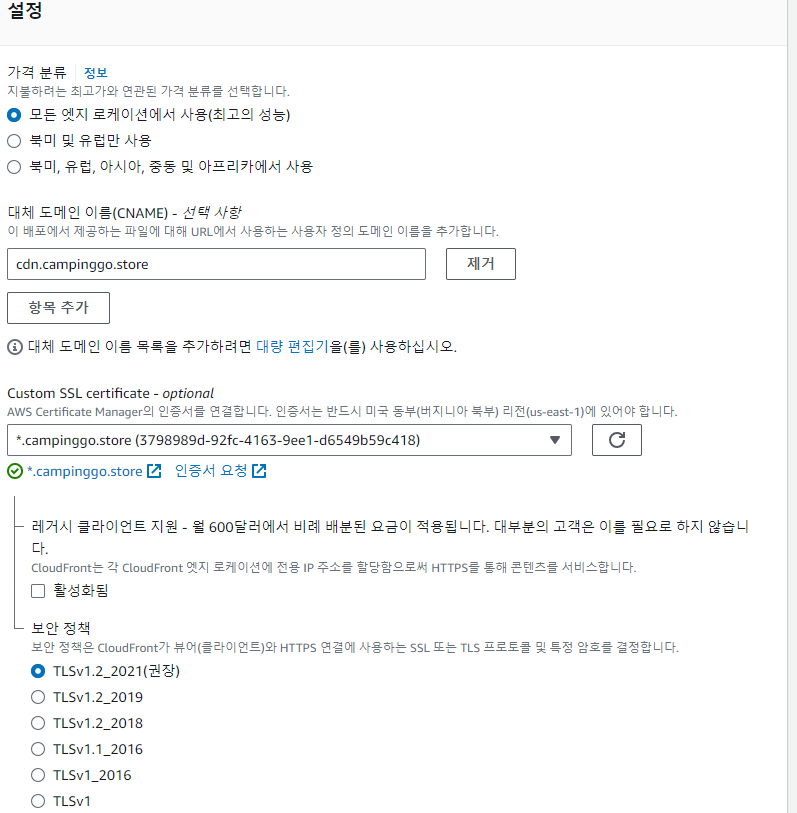 설정
가격 분류 정보
지불하려는 최고가와 연관된 가격 분류를 선택합니다.
모든 엣지 로케이션에서 사용(최고의 성능)
북미 및 유럽만 사용
북미, 유럽, 아시아, 중동 및 아프리카에서 사용
대체 도메인 이름(CNAME) - 선택 사항
이 배포에서 제공하는 파일에 대해 URL에서 사용하는 사용자 정의 도메인 이름을 추가합니다.
cdn.campinggo.store 제거
항목 추가
대체 도메인 이름 목록을 추가하려면 대량 편집기을(를) 사용하십시오.
Custom SSL certificate - optional
AWS Certificate Manager의 인증서를 연결합니다. 인증서는 반드시 미국 동부(버지니아 북부) 리전(us-east-1)에 있어야 합니다.
*.campinggo.store (3798989d-92fc-4163-9ee1-d6549b59c418)
*.campinggo.store 인증서 요청
레거시 클라이언트 지원 - 월 600달러에서 비례 배분된 요금이 적용됩니다. 대부분의 고객은 이를 필요로 하지 않습니
다.
CloudFront는 각 CloudFront 엣지 로케이션에 전용 IP 주소를 할당함으로써 HTTPS를 통해 콘텐츠를 서비스합니다.
활성화됨
보안 정책
보안 정책은 CloudFront가 뷰어(클라이언트)와 HTTPS 연결에 사용하는 SSL 또는 TLS 프로토콜 및 특정 암호를 결정합니다.
TLSv1.2_2021(권장)
TLSv1.2_2019
TLSv1.2_2018
TLSv1.1_2016
TLSv1_2016
TLSv1